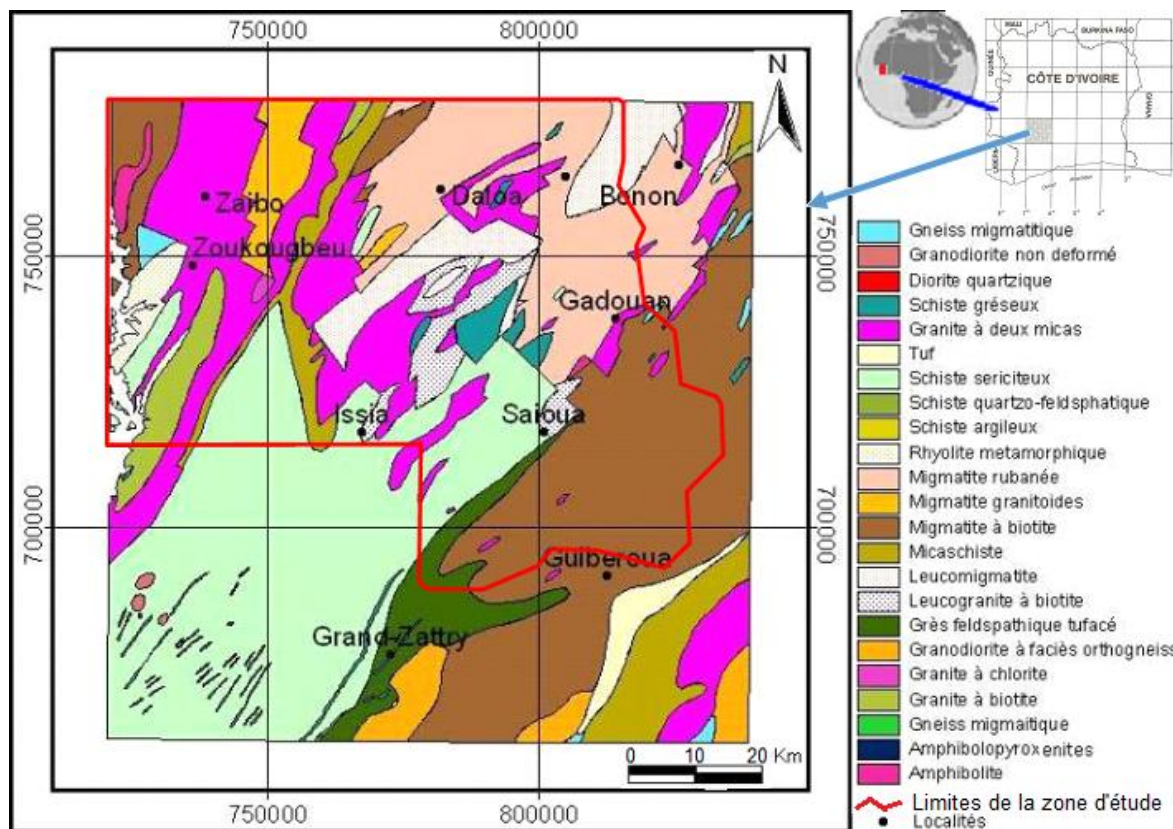 750000
800000
N
Zaibo
Daloa
Bonon
Zoukougbeu
Gadouan
Issia
Saioua
Guiberoua
Grand-Zattry
750000
700000
750000
700000
0 10 20 Km
750000
800000
MALI
BURKINA FASO
GUINÉE
CÔTE D'IVOIRE
GHANA
LIBERIA
Gneiss migmatitique
Granodiorite non deformé
Diorite quartzique
Schiste gréseux
Granite à deux micas
Tuf
Schiste sericiteux
Schiste quartzo-feldsphatique
Schiste argileux
Rhyolite metamorphique
Migmatite rubanée
Migmatite granitoides
Migmatite à biotite
Micaschiste
Leucomigmatite
Leucogranite à biotite
Grès feldspathique tufacé
Granodiorite à faciès orthogneiss
Granite à chlorite
Granite à biotite
Gneiss migmaitique
Amphibolopyroxenites
Amphibolite
Limites de la zone d'étude
Localités